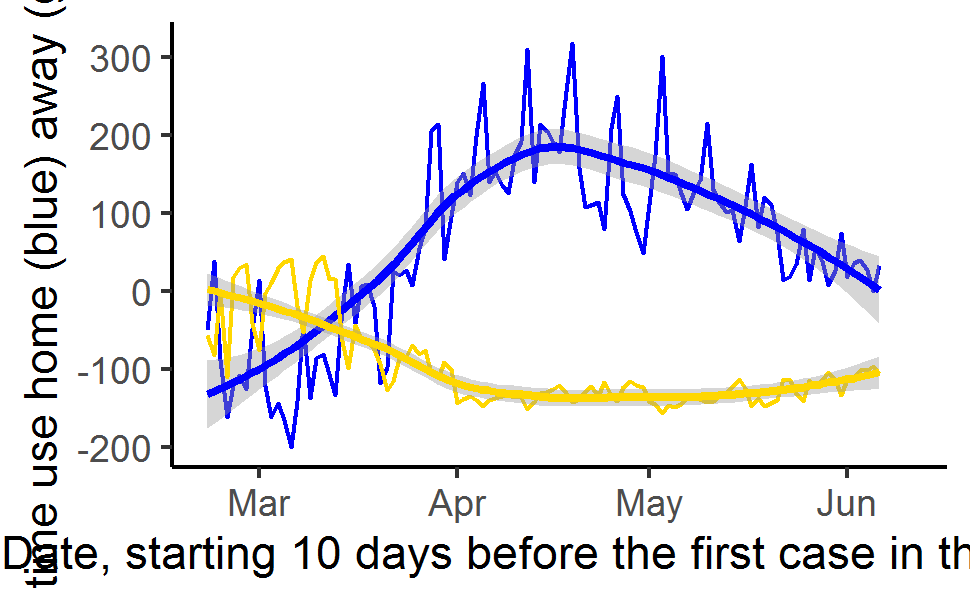 time use home (blue) away (
300
200
100
0
-100
-200
Mar Apr May Jun
Date, starting 10 days before the first case in th